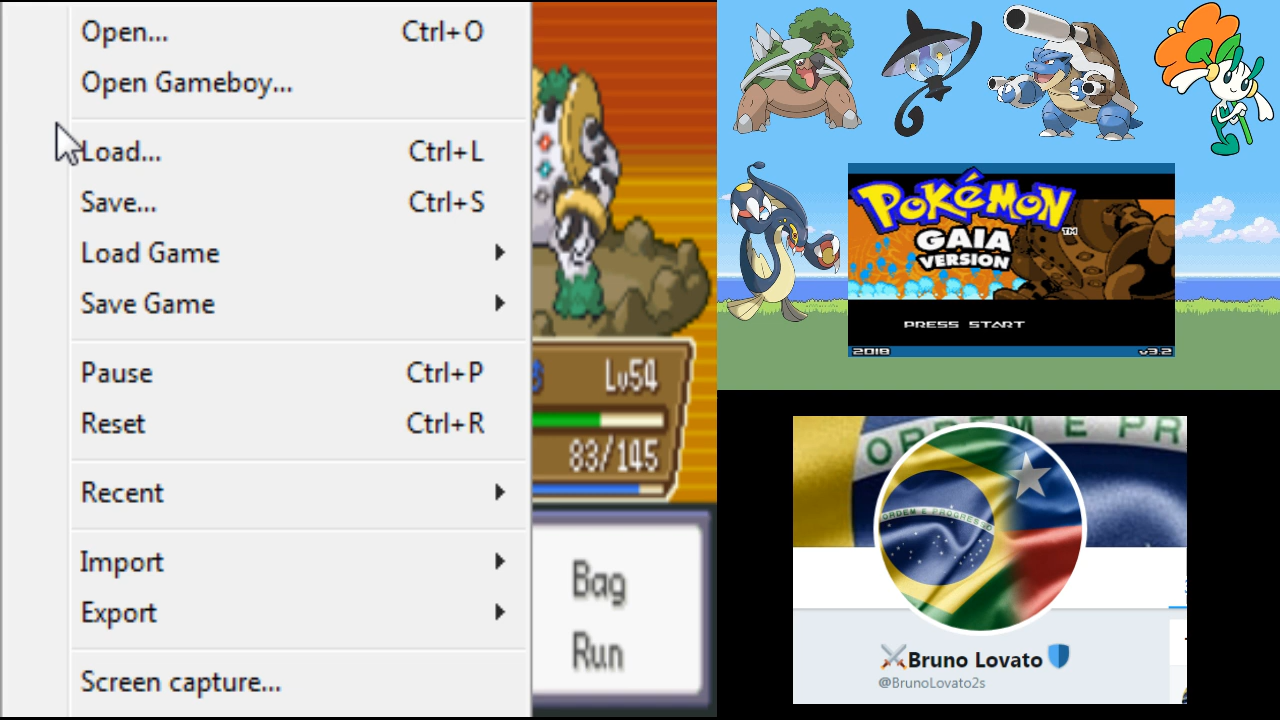 Open... Ctrl+O
Open Gameboy...
Load... Ctrl+L
Save... Ctrl+S
Load Game
Save Game
Pause Ctrl+P
Reset Ctrl+R
Recent
Import
Export
Screen capture...
Lv54
83/145
Bag
Run
POKéMON
TM
GAIA
VERSION
PRESS START
2018 v3.2
ORDEM E PR
ORDEM E PROGRESSO
⚔️Bruno Lovato🛡️
@BrunoLovato2s